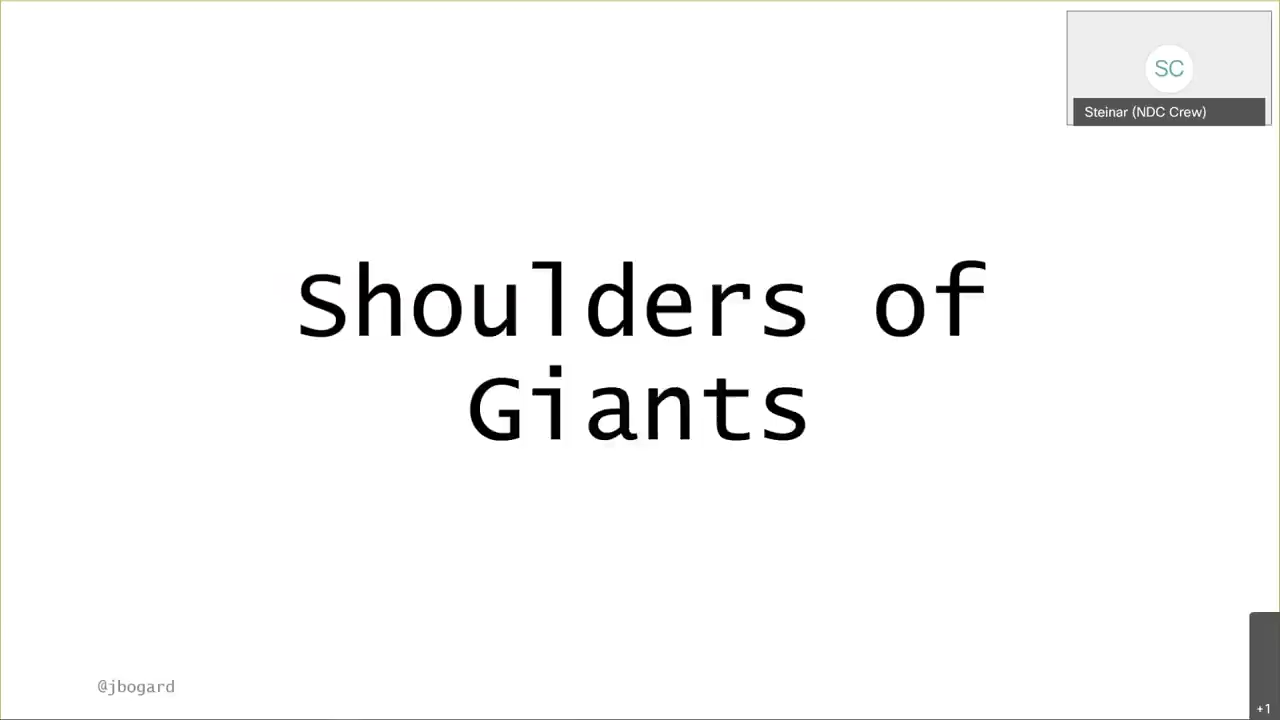 SC
Steinar (NDC Crew)
Shoulders of
Giants
@jbogard
+1